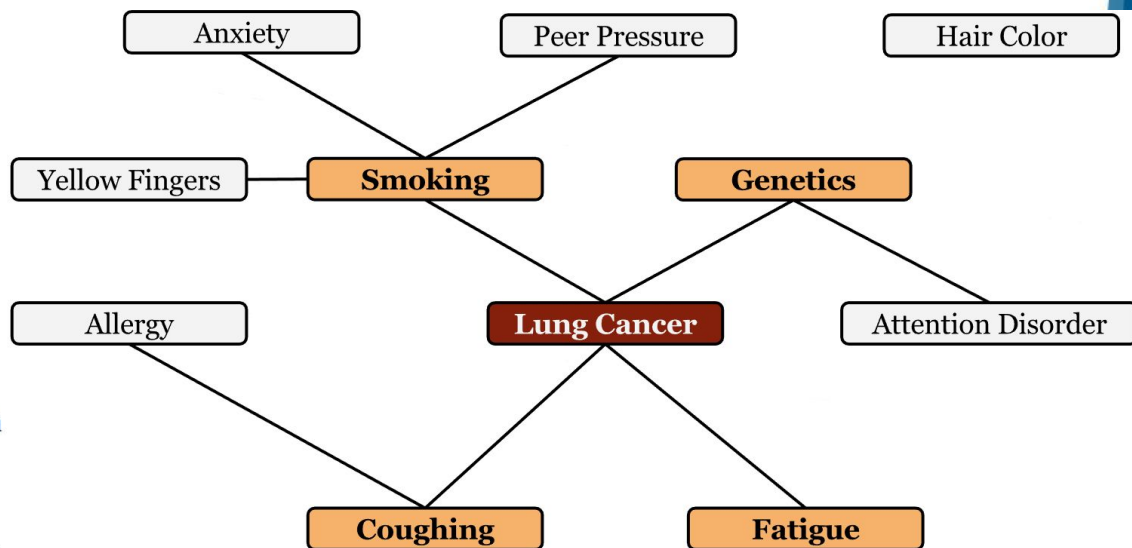 Anxiety
Peer Pressure
Hair Color
Yellow Fingers
Smoking
Genetics
Allergy
Lung Cancer
Attention Disorder
Coughing
Fatigue